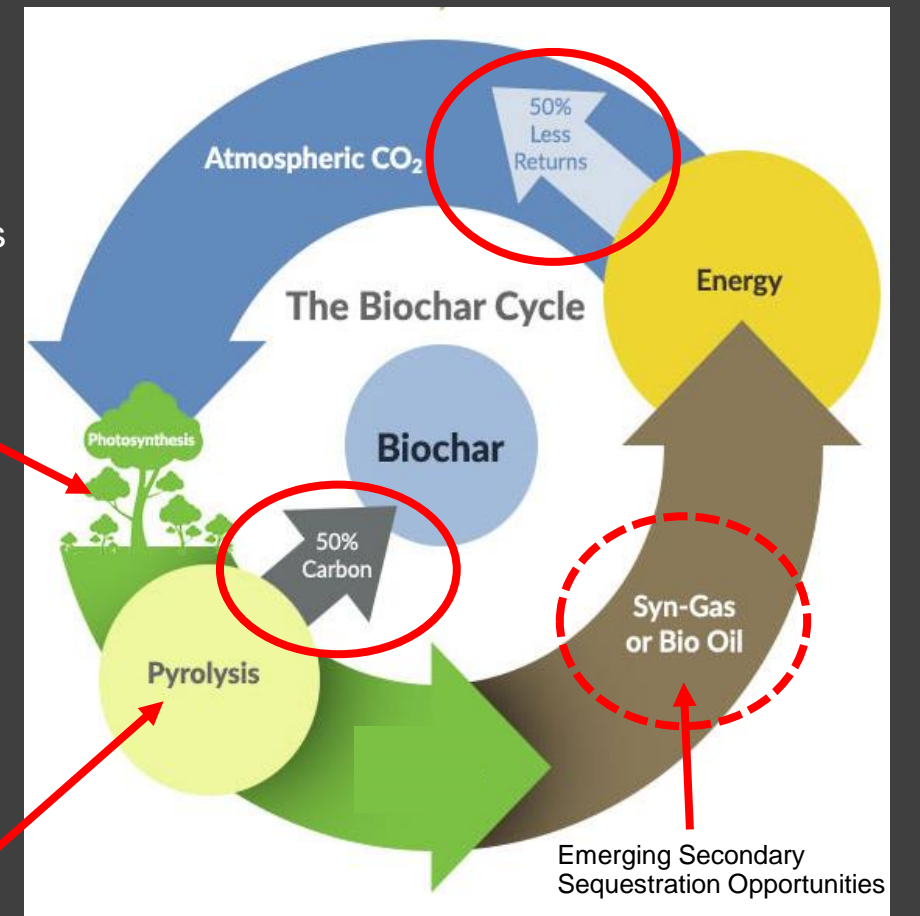 50%
Less
Returns
Atmospheric CO₂
s
Energy
The Biochar Cycle
Photosynthesis
Biochar
50%
Carbon
Syn-Gas
or Bio Oil
Pyrolysis
Emerging Secondary
Sequestration Opportunities